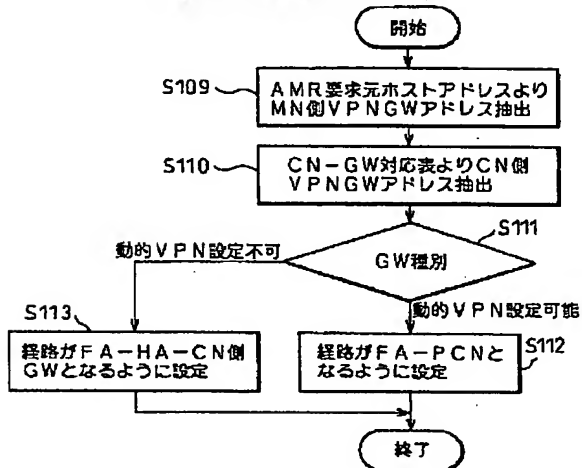 開始
S109
AMR要求元ホストアドレスより
MN側VPNGWアドレス抽出
S110
CN-GW対応表よりCN側
VPNGWアドレス抽出
S111
動的VPN設定不可
GW種別
動的VPN設定可能
S113
経路がFA-HA-CN側
GWとなるように設定
経路がFA-PCNと
なるように設定
S112
終了